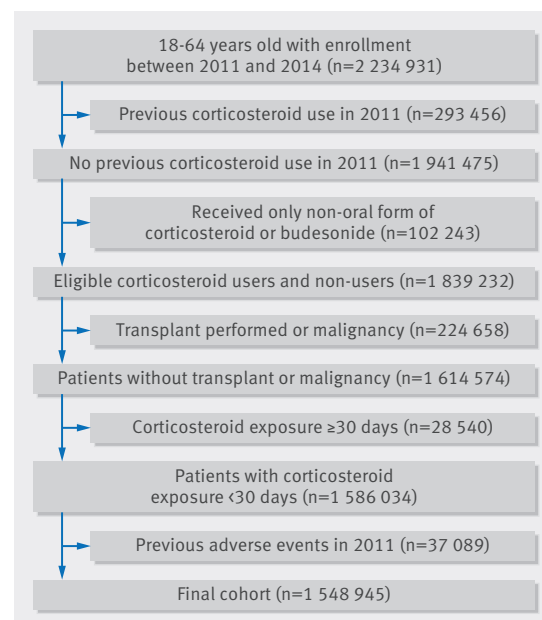 18-64 years old with enrollment
between 2011 and 2014 (n=2 234 931)
Previous corticosteroid use in 2011 (n=293 456)
No previous corticosteroid use in 2011 (n=1 941 475)
Received only non-oral form of
corticosteroid or budesonide (n=102 243)
Eligible corticosteroid users and non-users (n=1 839 232)
Transplant performed or malignancy (n=224 658)
Patients without transplant or malignancy (n=1 614 574)
Corticosteroid exposure ≥30 days (n=28 540)
Patients with corticosteroid
exposure <30 days (n=1 586 034)
Previous adverse events in 2011 (n=37 089)
Final cohort (n=1 548 945)